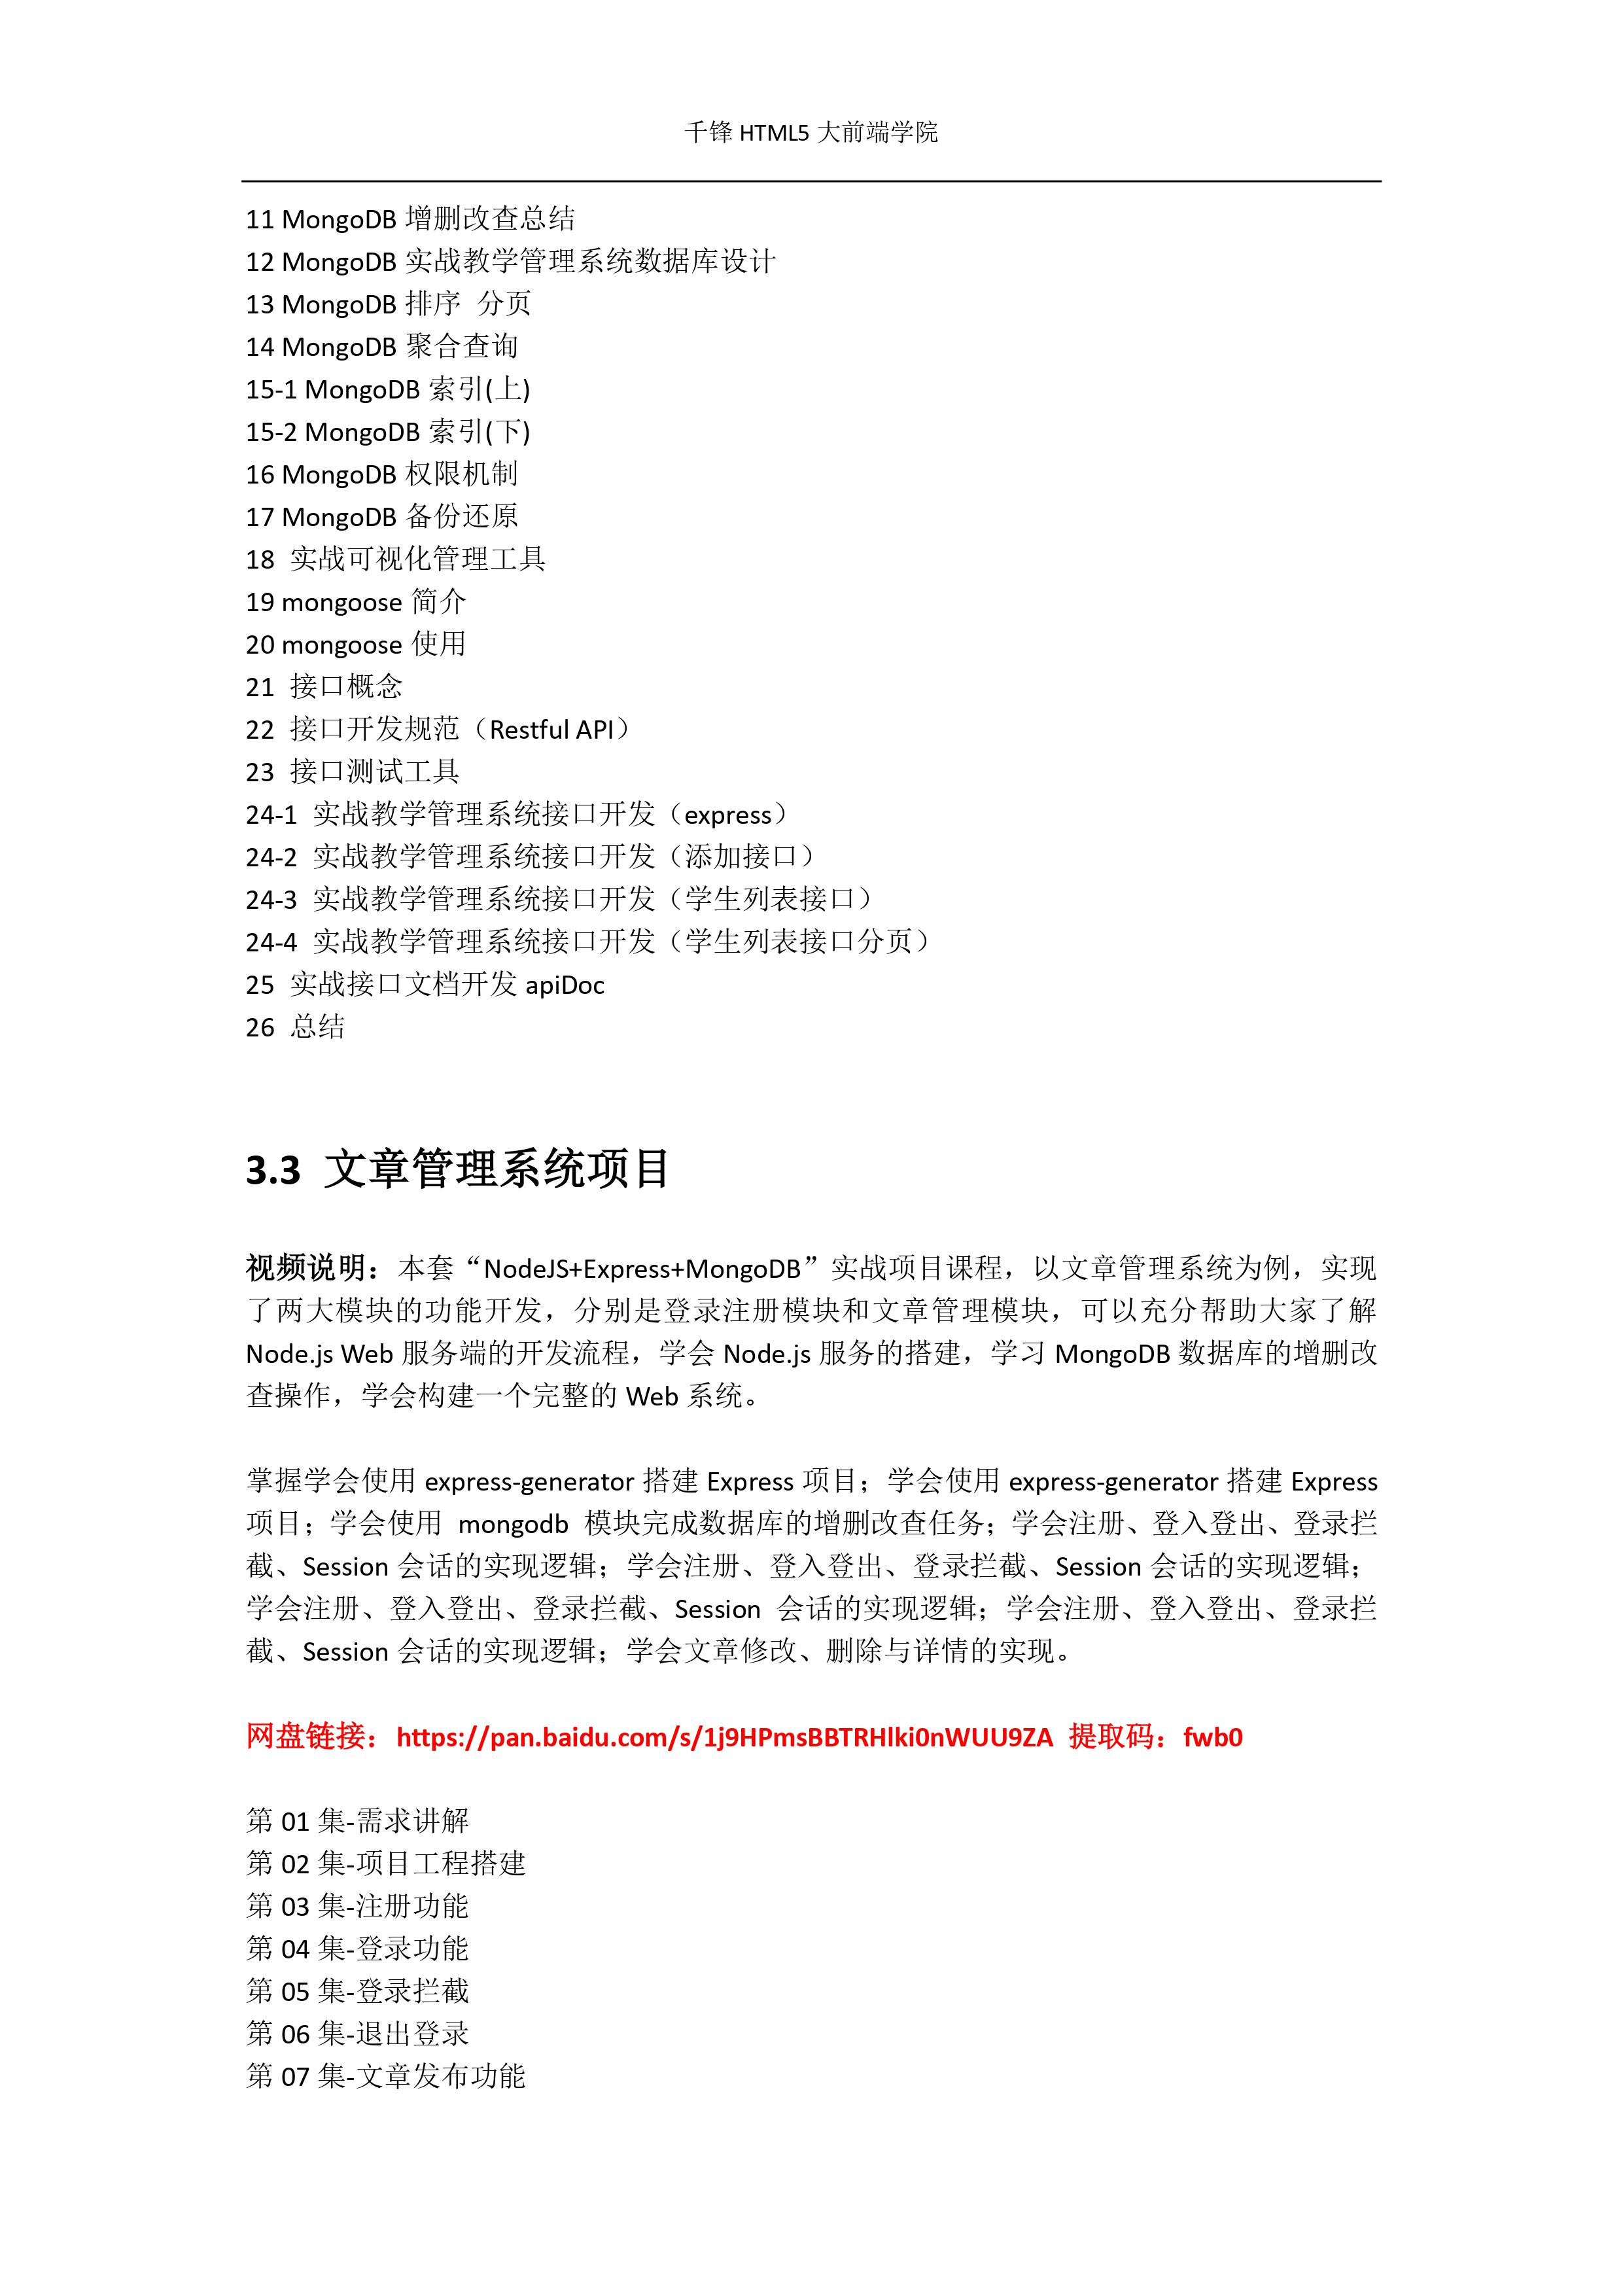 千锋 HTML5 大前端学院
11 MongoDB 增删改查总结
12 MongoDB 实战教学管理系统数据库设计
13 MongoDB 排序 分页
14 MongoDB 聚合查询
15-1 MongoDB 索引(上)
15-2 MongoDB 索引(下)
16 MongoDB 权限机制
17 MongoDB 备份还原
18 实战可视化管理工具
19 mongoose 简介
20 mongoose 使用
21 接口概念
22 接口开发规范（Restful API）
23 接口测试工具
24-1 实战教学管理系统接口开发（express）
24-2 实战教学管理系统接口开发（添加接口）
24-3 实战教学管理系统接口开发（学生列表接口）
24-4 实战教学管理系统接口开发（学生列表接口分页）
25 实战接口文档开发 apiDoc
26 总结
3.3 文章管理系统项目
视频说明：本套“NodeJS+Express+MongoDB”实战项目课程，以文章管理系统为例，实现
了两大模块的功能开发，分别是登录注册模块和文章管理模块，可以充分帮助大家了解
Node.js Web 服务端的开发流程，学会 Node.js 服务的搭建，学习 MongoDB 数据库的增删改
查操作，学会构建一个完整的 Web 系统。
掌握学会使用 express-generator 搭建 Express 项目；学会使用 express-generator 搭建 Express
项目；学会使用 mongodb 模块完成数据库的增删改查任务；学会注册、登入登出、登录拦
截、Session 会话的实现逻辑；学会注册、登入登出、登录拦截、Session 会话的实现逻辑；
学会注册、登入登出、登录拦截、Session 会话的实现逻辑；学会注册、登入登出、登录拦
截、Session 会话的实现逻辑；学会文章修改、删除与详情的实现。
网盘链接：https://pan.baidu.com/s/1j9HPmsBBTRHlki0nWUU9ZA 提取码：fwb0
第 01 集-需求讲解
第 02 集-项目工程搭建
第 03 集-注册功能
第 04 集-登录功能
第 05 集-登录拦截
第 06 集-退出登录
第 07 集-文章发布功能